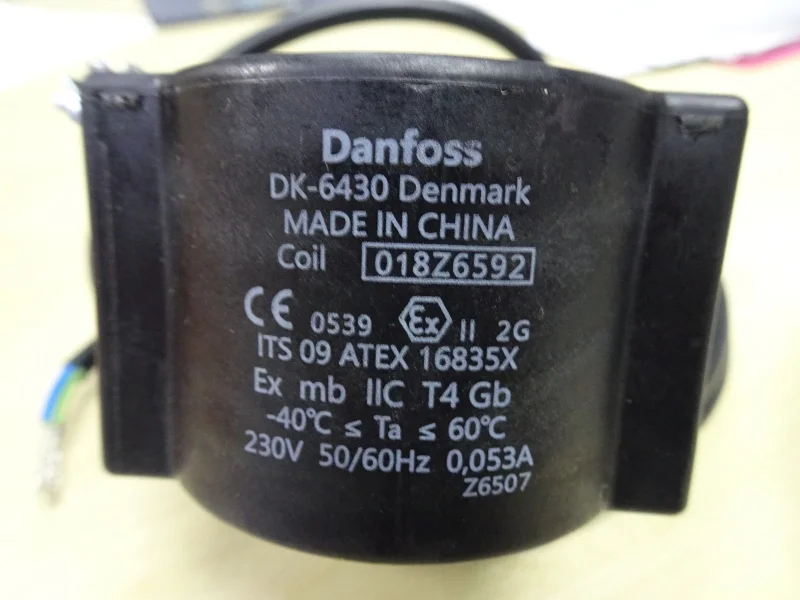 Danfoss
DK-6430 Denmark
MADE IN CHINA
Coil 018Z6592
CE 0539 Ex II 2G
ITS 09 ATEX 16835X
Ex mb IIC T4 Gb
-40℃ ≤ Ta ≤ 60℃
230V 50/60Hz 0,053A
Z6507